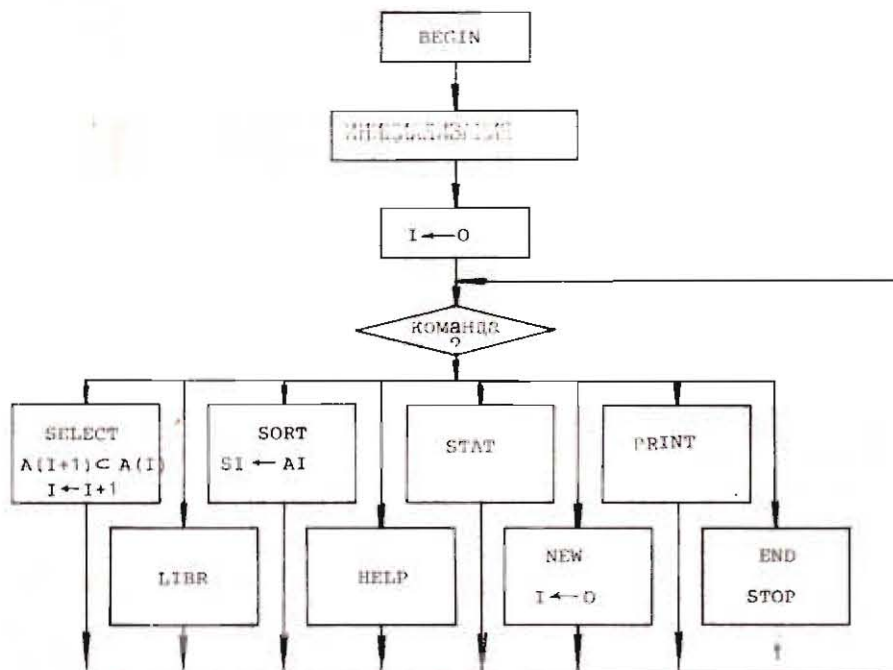 BEGIN
I ← O
команда
?
SELECT
A(I+1) ⊂ A(I)
I ← I+1
SORT
SI ← AI
STAT
PRINT
LIBR
HELP
NEW
I ← O
END
STOP